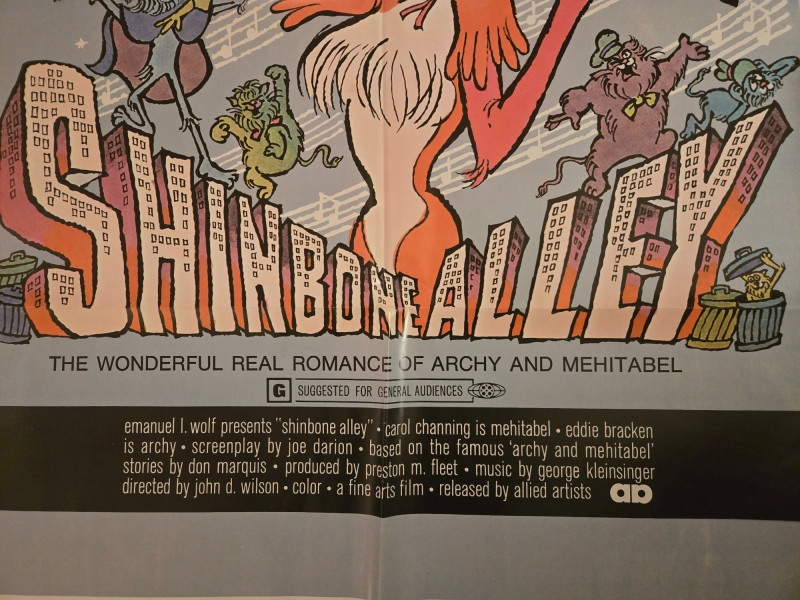 SHINBONE ALLEY
THE WONDERFUL REAL ROMANCE OF ARCHY AND MEHITABEL
G SUGGESTED FOR GENERAL AUDIENCES
emanuel l. wolf presents "shinbone alley" • carol channing is mehitabel • eddie bracken
is archy • screenplay by joe darion • based on the famous 'archy and mehitabel'
stories by don marquis • produced by preston m. fleet • music by george kleinsinger
directed by john d. wilson • color • a fine arts film • released by allied artists aa